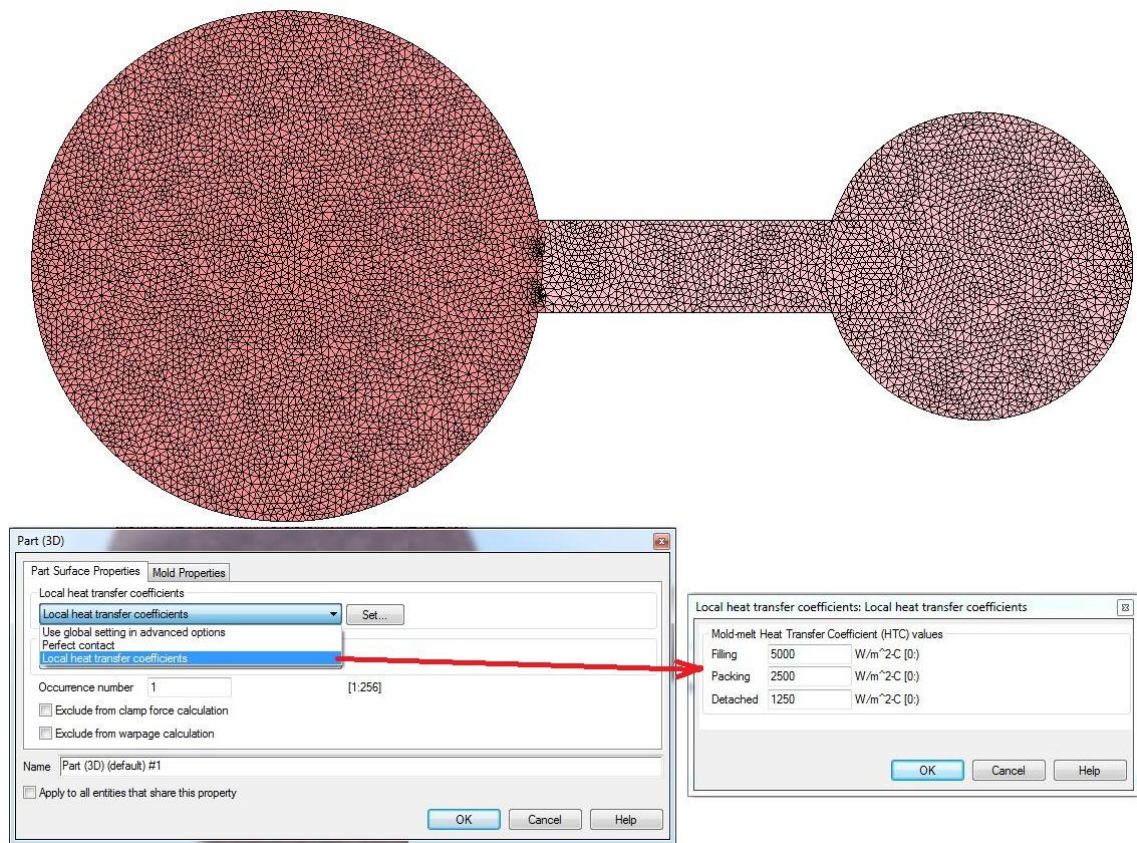 Part (3D)
Part Surface Properties
Mold Properties
Local heat transfer coefficients
Local heat transfer coefficients
Set...
Use global setting in advanced options
Perfect contact
Local heat transfer coefficients
Occurrence number 1 [1:256]
Exclude from clamp force calculation
Exclude from warpage calculation
Name Part (3D) (default) #1
Apply to all entities that share this property
OK Cancel Help
Local heat transfer coefficients: Local heat transfer coefficients
Mold-melt Heat Transfer Coefficient (HTC) values
Filling 5000 W/m^2-C [0:)
Packing 2500 W/m^2-C [0:)
Detached 1250 W/m^2-C [0:)
OK Cancel Help